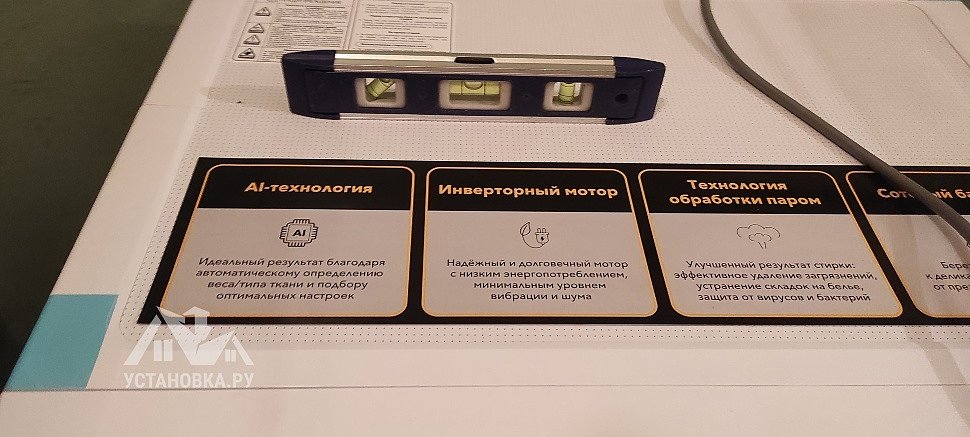 AI-технология
AI
Идеальный результат благодаря
автоматическому определению
веса/типа ткани и подбору
оптимальных настроек
Инверторный мотор
Надёжный и долговечный мотор
с низким энергопотреблением,
минимальным уровнем
вибрации и шума
Технология
обработки паром
Улучшенный результат стирки:
эффективное удаление загрязнений,
устранение складок на белье,
защита от вирусов и бактерий
УСТАНОВКА.РУ